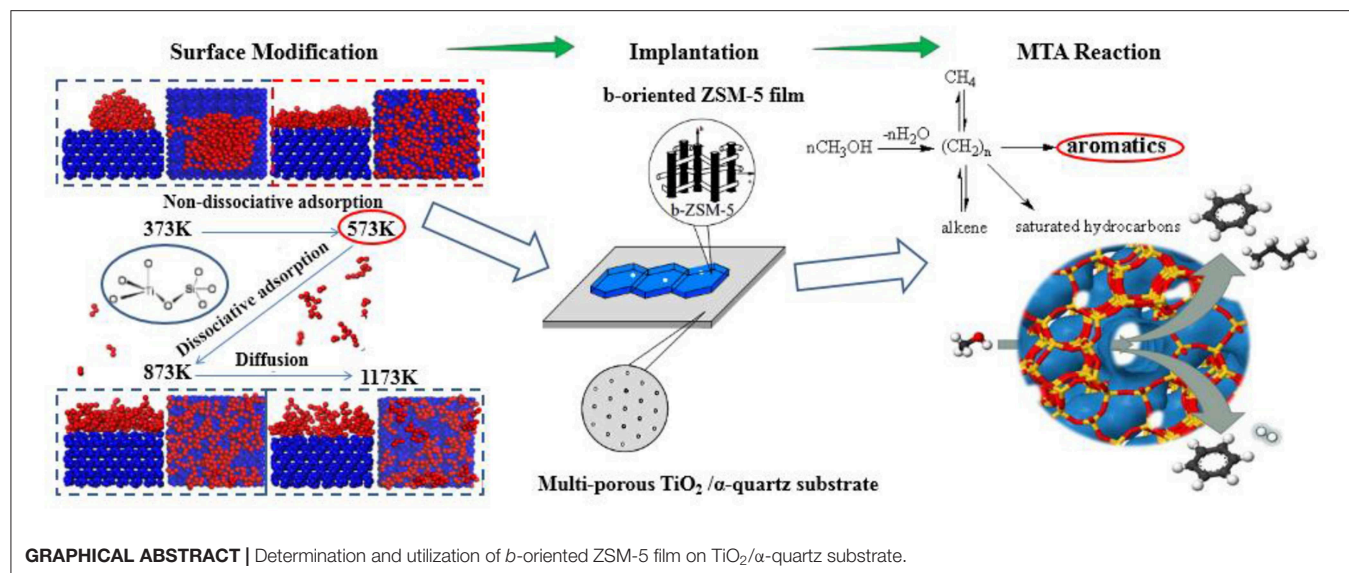 Surface Modification
Implantation
MTA Reaction
Non-dissociative adsorption
373K
573K
O
O
O
O
Ti
O
Si
O
O
O
Dissociative adsorption
873K
Diffusion
1173K
b-oriented ZSM-5 film
b-ZSM-5
Multi-porous TiO₂ /α-quartz substrate
CH₄
nCH₃OH
-nH₂O
(CH₂)ₙ
aromatics
alkene
saturated hydrocarbons
GRAPHICAL ABSTRACT | Determination and utilization of b-oriented ZSM-5 film on TiO₂/α-quartz substrate.